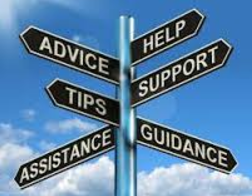 ADVICE
HELP
SUPPORT
TIPS
GUIDANCE
ASSISTANCE